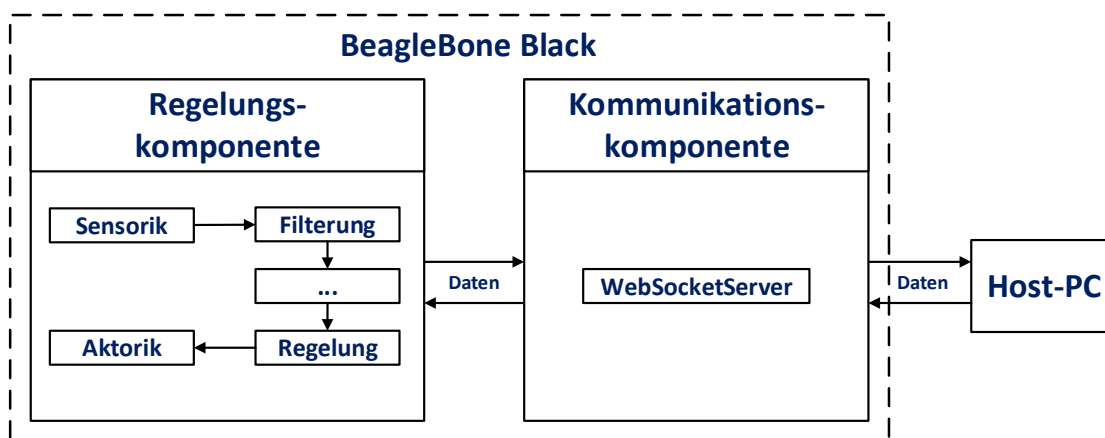 BeagleBone Black
Regelungs-
komponente
Sensorik
Filterung
...
Aktorik
Regelung
Daten
Kommunikations-
komponente
WebSocketServer
Daten
Host-PC